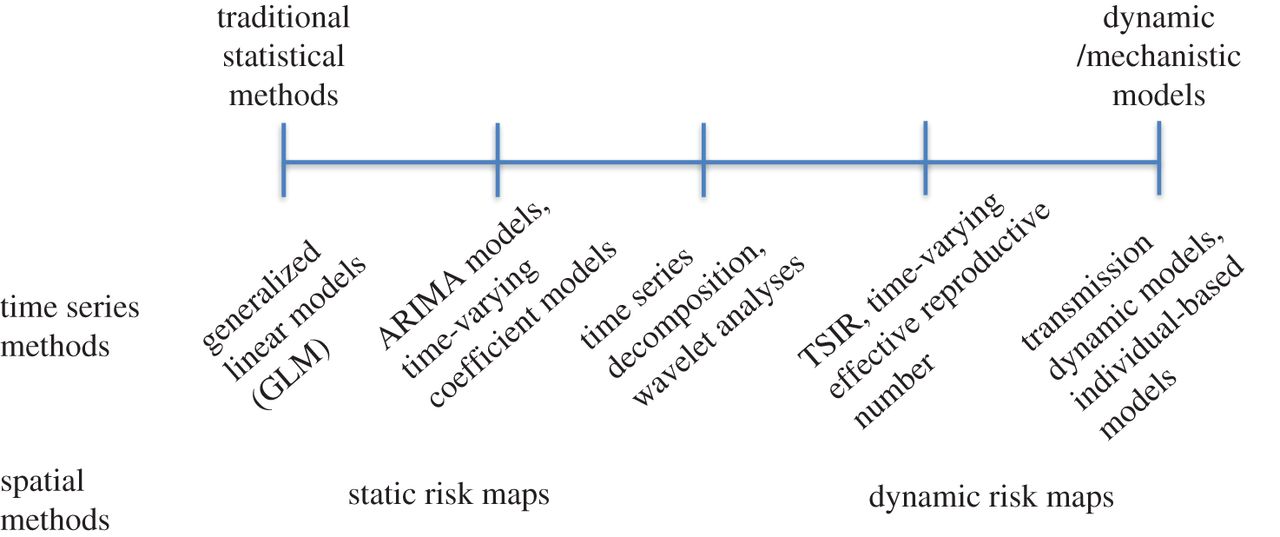 traditional
statistical
methods
dynamic
/mechanistic
models
time series
methods
generalized
linear models
(GLM)
ARIMA models,
time-varying
coefficient models
time series
decomposition,
wavelet analyses
TSIR, time-varying
effective reproductive
number
transmission
dynamic models,
individual-based
models
spatial
methods
static risk maps
dynamic risk maps